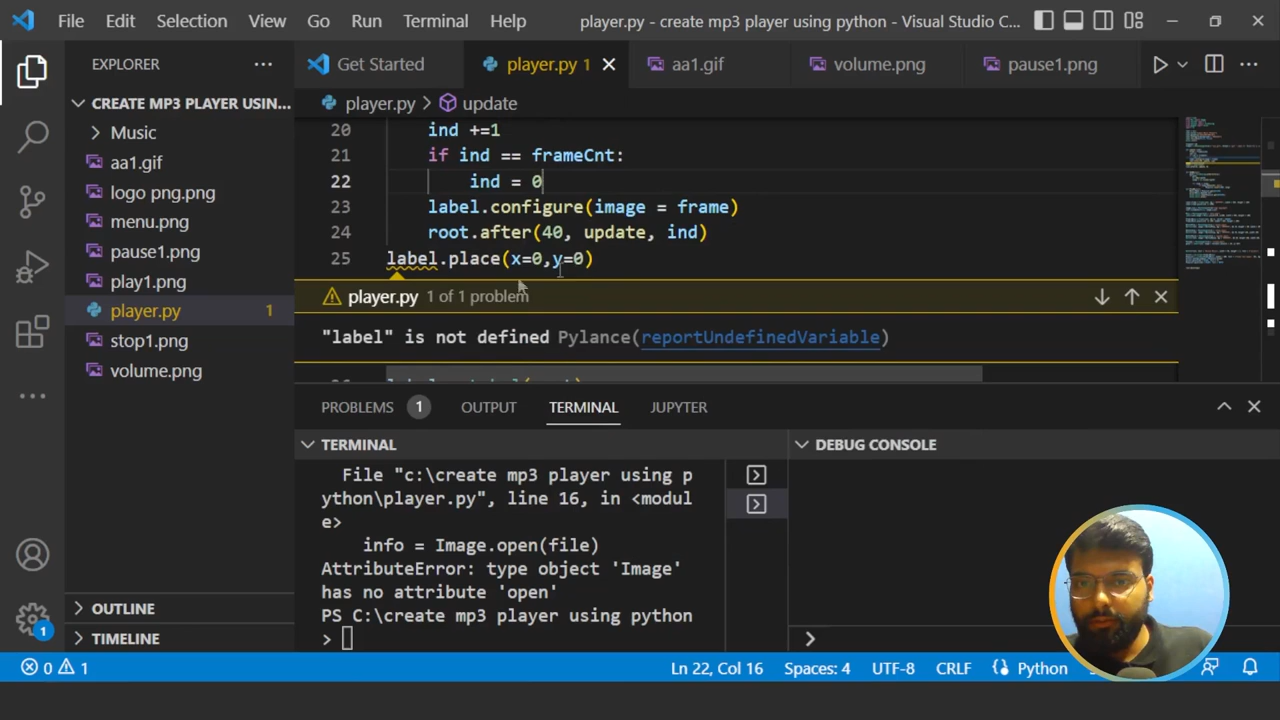 File Edit Selection View Go Run Terminal Help player.py - create mp3 player using python - Visual Studio C...
EXPLORER ...
Get Started player.py 1 aa1.gif volume.png pause1.png ...
CREATE MP3 PLAYER USIN...
player.py > update
Music
aa1.gif
logo png.png
menu.png
pause1.png
play1.png
player.py 1
stop1.png
volume.png
OUTLINE
TIMELINE
20 ind +=1
21 if ind == frameCnt:
22 ind = 0
23 label.configure(image = frame)
24 root.after(40, update, ind)
25 label.place(x=0,y=0)
player.py 1 of 1 problem
"label" is not defined Pylance(reportUndefinedVariable)
PROBLEMS 1 OUTPUT TERMINAL JUPYTER
TERMINAL
File "c:\create mp3 player using p
ython\player.py", line 16, in <modul
e>
info = Image.open(file)
AttributeError: type object 'Image'
has no attribute 'open'
PS C:\create mp3 player using python
>
DEBUG CONSOLE
>
1
0 1 Ln 22, Col 16 Spaces: 4 UTF-8 CRLF Python